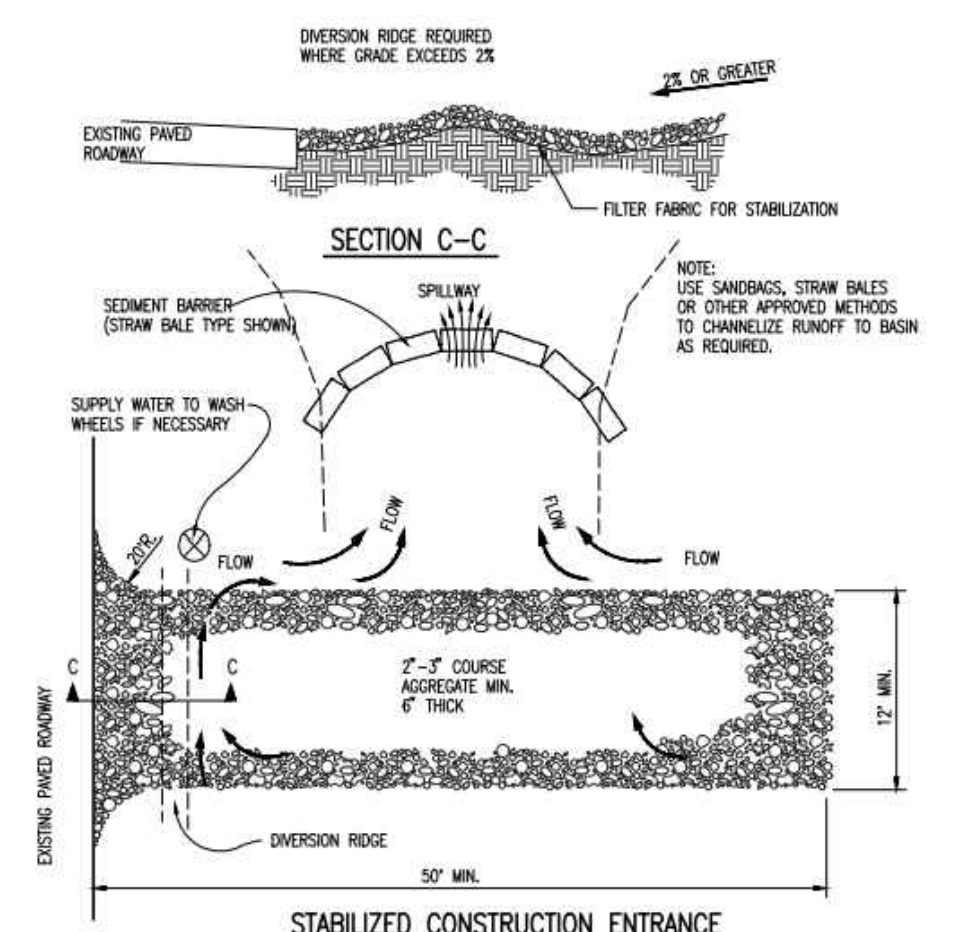 DIVERSION RIDGE REQUIRED
WHERE GRADE EXCEEDS 2%
2% OR GREATER
EXISTING PAVED
ROADWAY
FILTER FABRIC FOR STABILIZATION
SECTION C-C
NOTE:
USE SANDBAGS, STRAW BALES
OR OTHER APPROVED METHODS
TO CHANNELIZE RUNOFF TO BASIN
AS REQUIRED.
SPILLWAY
SEDIMENT BARRIER
(STRAW BALE TYPE SHOWN)
SUPPLY WATER TO WASH
WHEELS IF NECESSARY
FLOW
FLOW
20'R.
FLOW
FLOW
C
C
2"-3" COURSE
AGGREGATE MIN.
6" THICK
12' MIN.
EXISTING PAVED ROADWAY
DIVERSION RIDGE
50' MIN.
STABILIZED CONSTRUCTION ENTRANCE